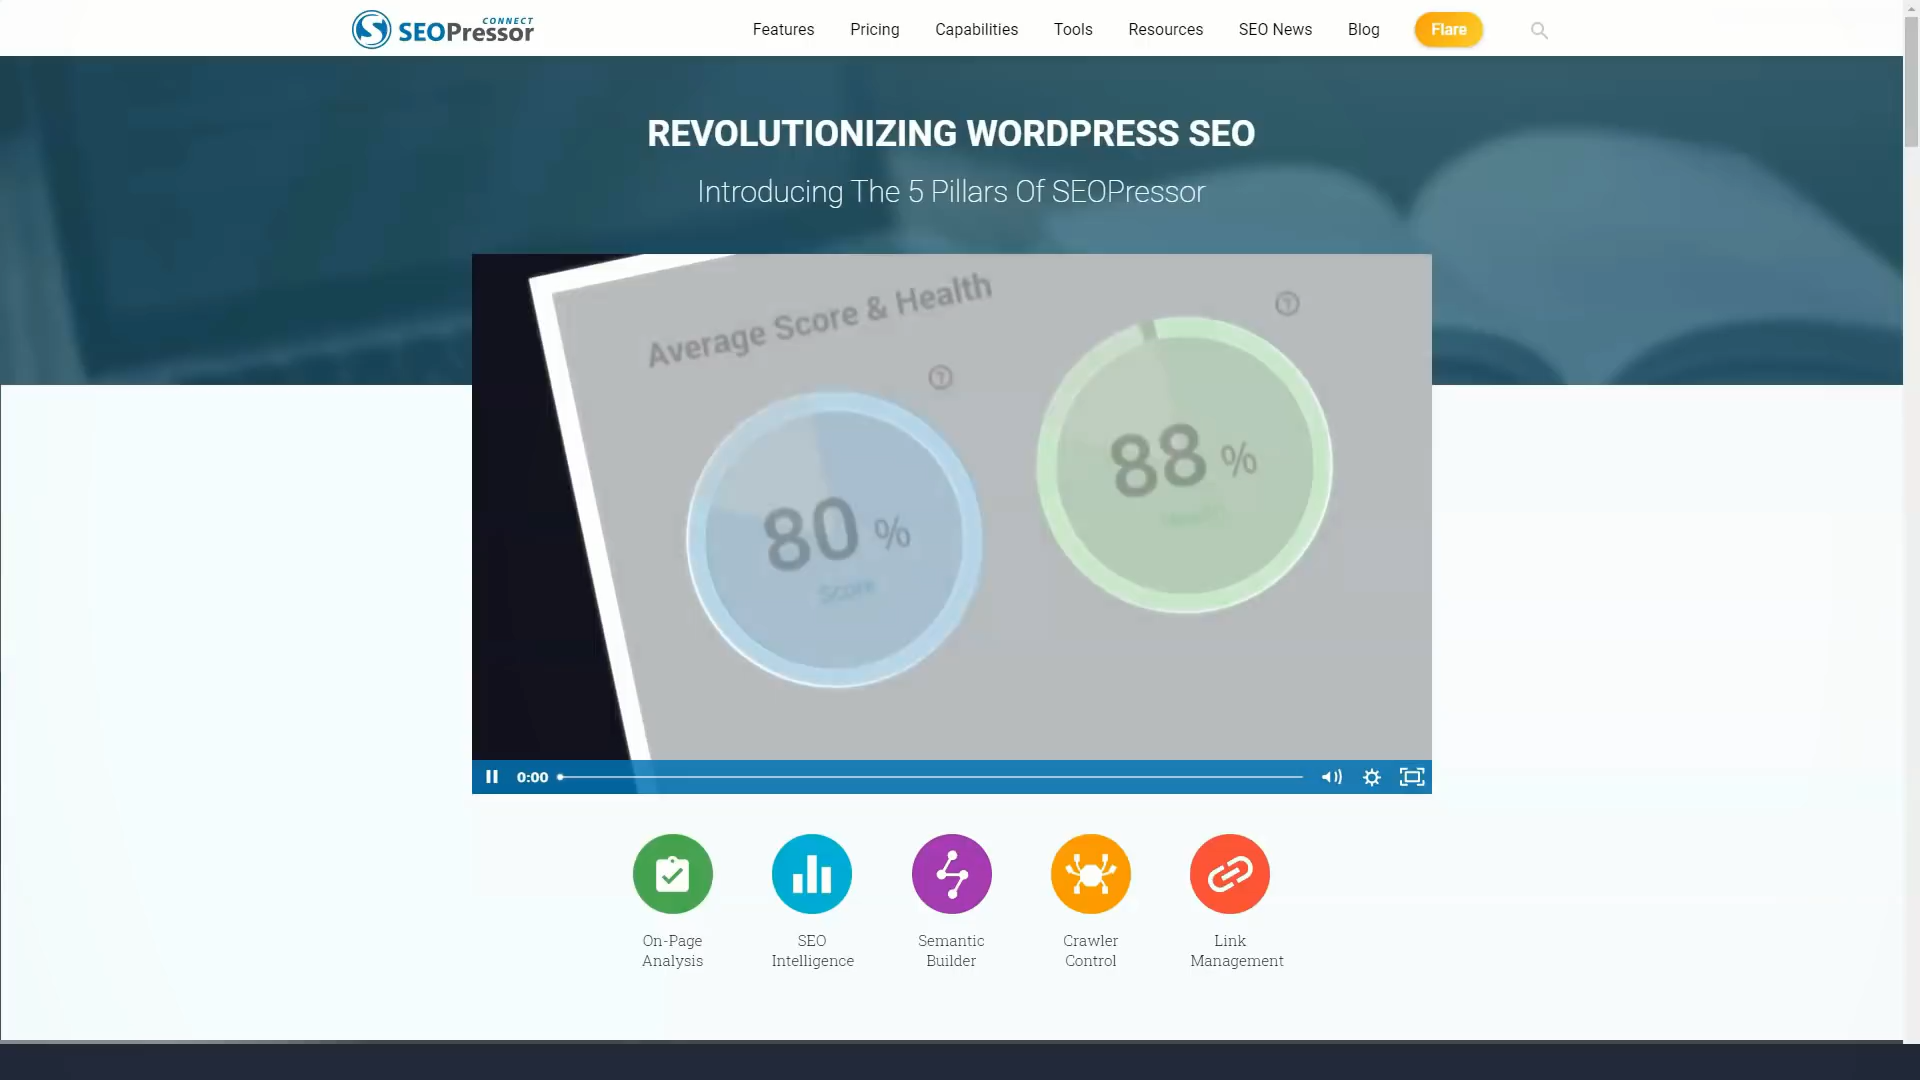 CONNECT
SEOPressor
Features Pricing Capabilities Tools Resources SEO News Blog Flare
REVOLUTIONIZING WORDPRESS SEO
Introducing The 5 Pillars Of SEOPressor
Average Score & Health
88 %
80 %
Score
0:00
On-Page
Analysis
SEO
Intelligence
Semantic
Builder
Crawler
Control
Link
Management